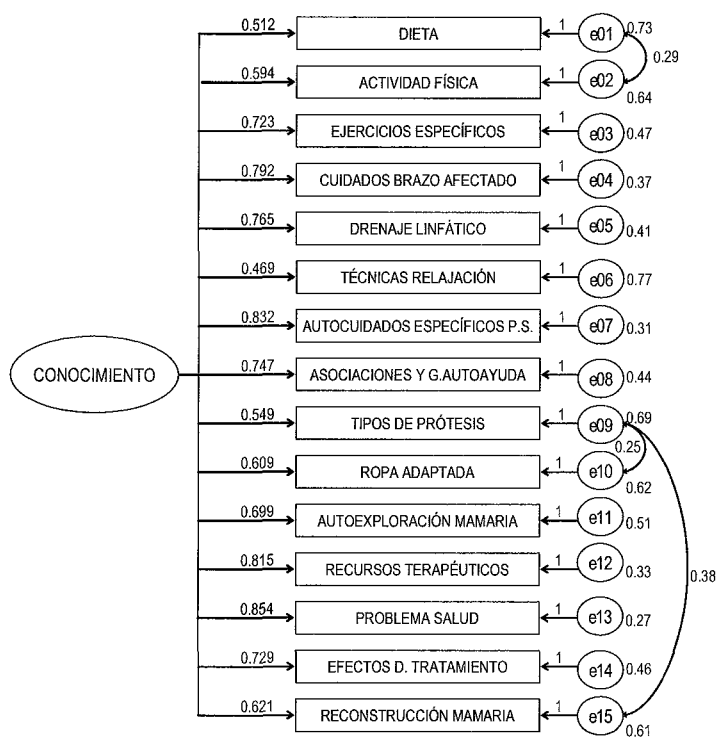 0.512 DIETA 1 e01 0.73
0.29
0.594 ACTIVIDAD FÍSICA 1 e02 0.64
0.723 EJERCICIOS ESPECÍFICOS 1 e03 0.47
0.792 CUIDADOS BRAZO AFECTADO 1 e04 0.37
0.765 DRENAJE LINFÁTICO 1 e05 0.41
0.469 TÉCNICAS RELAJACIÓN 1 e06 0.77
0.832 AUTOCUIDADOS ESPECÍFICOS P.S. 1 e07 0.31
CONOCIMIENTO 0.747 ASOCIACIONES Y G.AUTOAYUDA 1 e08 0.44
0.549 TIPOS DE PRÓTESIS 1 e09 0.69
0.25
0.609 ROPA ADAPTADA 1 e10 0.62
0.699 AUTOEXPLORACIÓN MAMARIA 1 e11 0.51
0.815 RECURSOS TERAPÉUTICOS 1 e12 0.33
0.38
0.854 PROBLEMA SALUD 1 e13 0.27
0.729 EFECTOS D. TRATAMIENTO 1 e14 0.46
0.621 RECONSTRUCCIÓN MAMARIA 1 e15 0.61